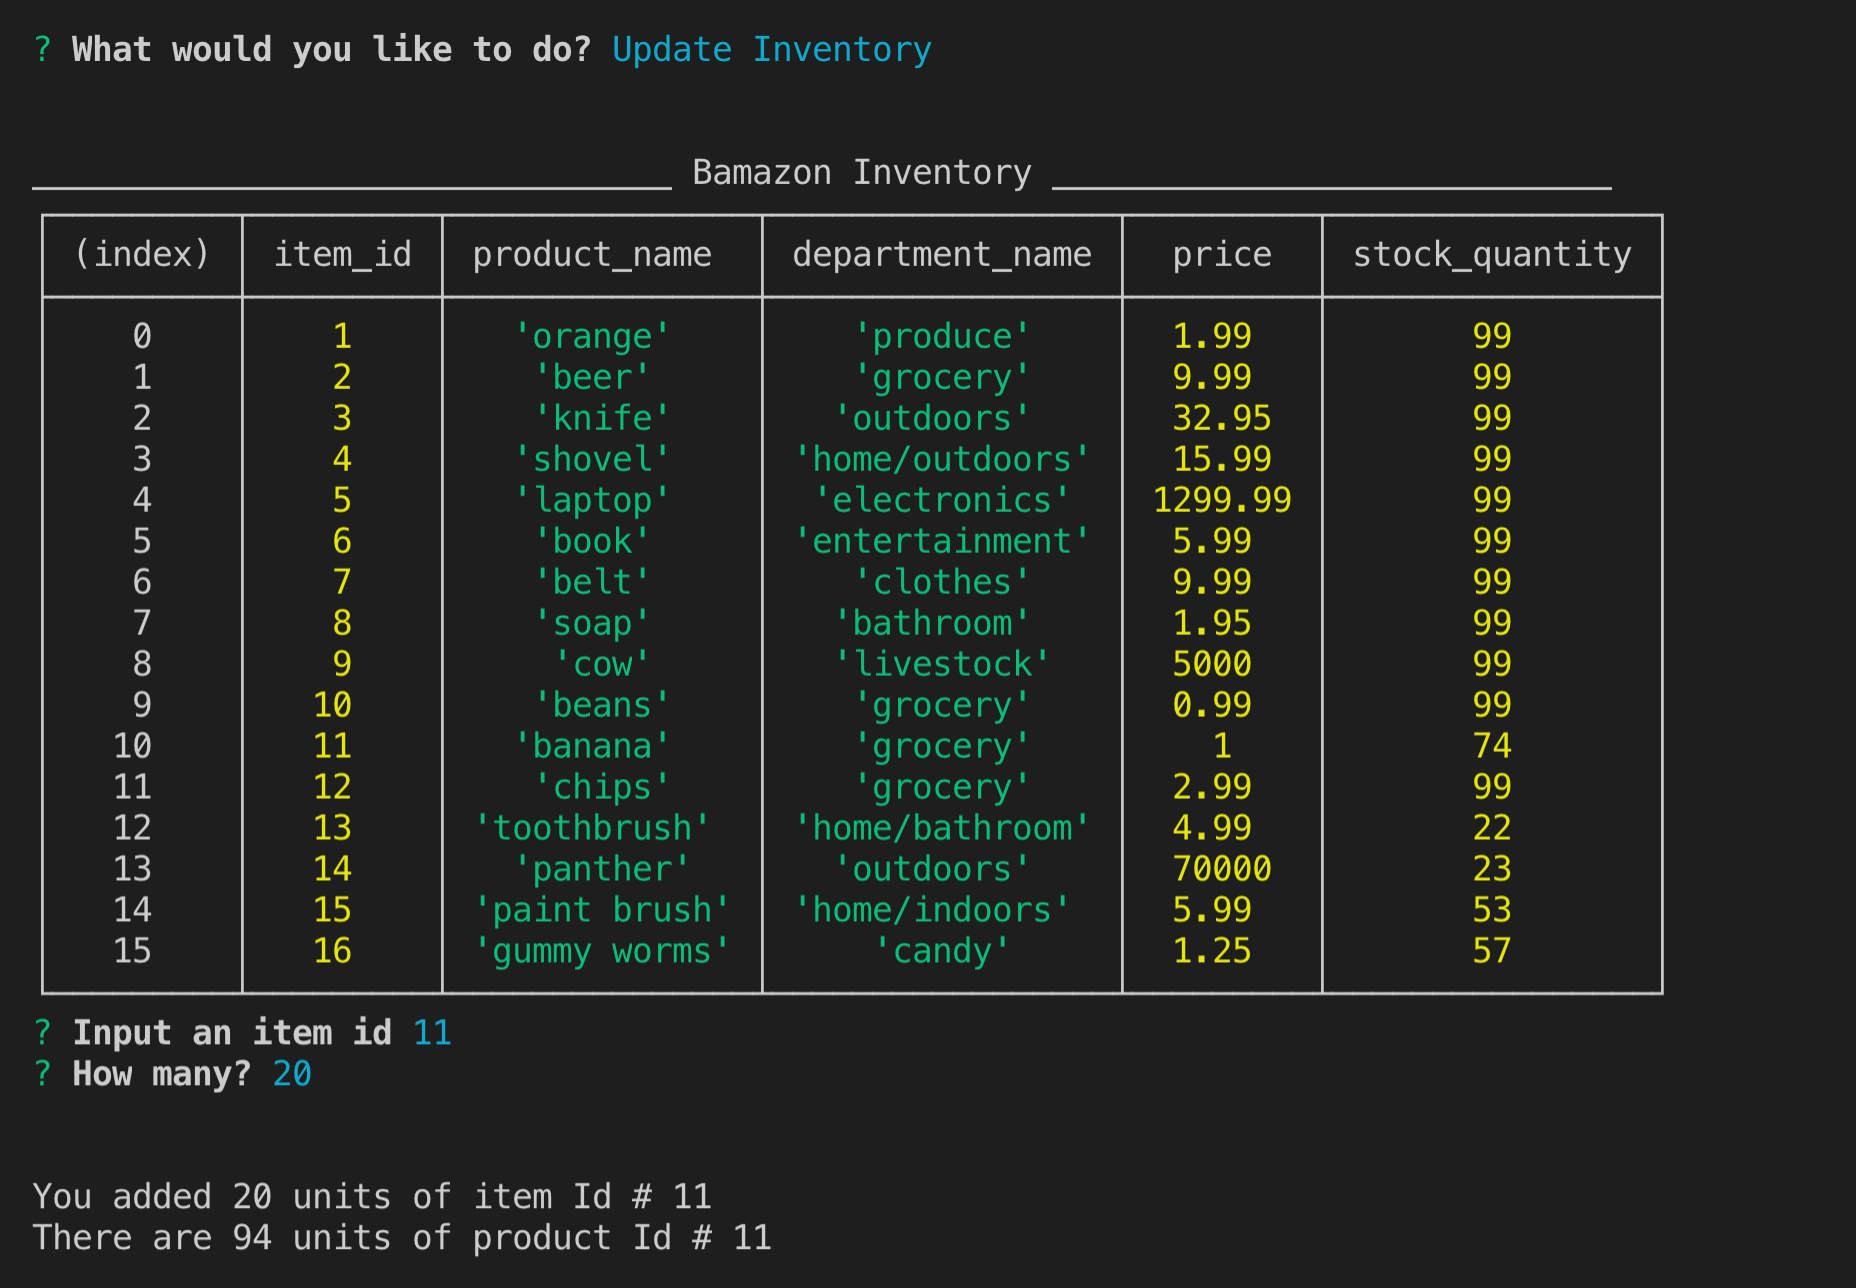 ? What would you like to do? Update Inventory
________________________________ Bamazon Inventory ____________________________
(index) item_id product_name department_name price stock_quantity
0 1 'orange' 'produce' 1.99 99
1 2 'beer' 'grocery' 9.99 99
2 3 'knife' 'outdoors' 32.95 99
3 4 'shovel' 'home/outdoors' 15.99 99
4 5 'laptop' 'electronics' 1299.99 99
5 6 'book' 'entertainment' 5.99 99
6 7 'belt' 'clothes' 9.99 99
7 8 'soap' 'bathroom' 1.95 99
8 9 'cow' 'livestock' 5000 99
9 10 'beans' 'grocery' 0.99 99
10 11 'banana' 'grocery' 1 74
11 12 'chips' 'grocery' 2.99 99
12 13 'toothbrush' 'home/bathroom' 4.99 22
13 14 'panther' 'outdoors' 70000 23
14 15 'paint brush' 'home/indoors' 5.99 53
15 16 'gummy worms' 'candy' 1.25 57
? Input an item id 11
? How many? 20
You added 20 units of item Id # 11
There are 94 units of product Id # 11